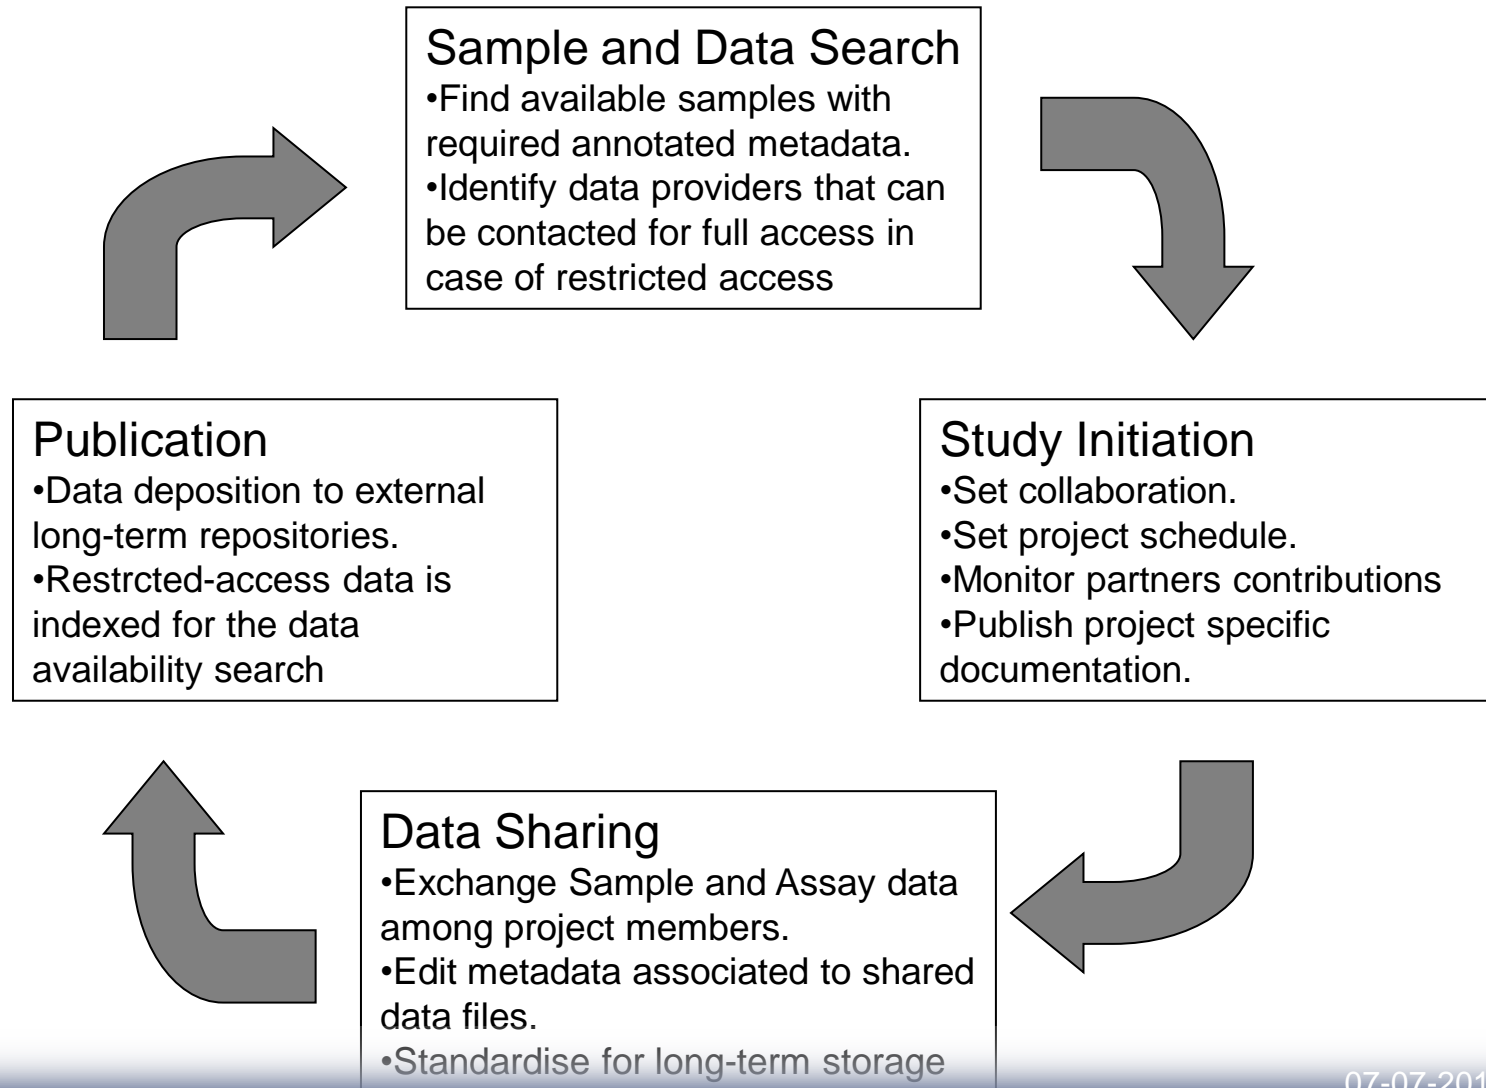 Sample and Data Search
•Find available samples with
required annotated metadata.
•Identify data providers that can
be contacted for full access in
case of restricted access
Publication
•Data deposition to external
long-term repositories.
•Restrcted-access data is
indexed for the data
availability search
Study Initiation
•Set collaboration.
•Set project schedule.
•Monitor partners contributions
•Publish project specific
documentation.
Data Sharing
•Exchange Sample and Assay data
among project members.
•Edit metadata associated to shared
data files.
•Standardise for long-term storage
07-07-201